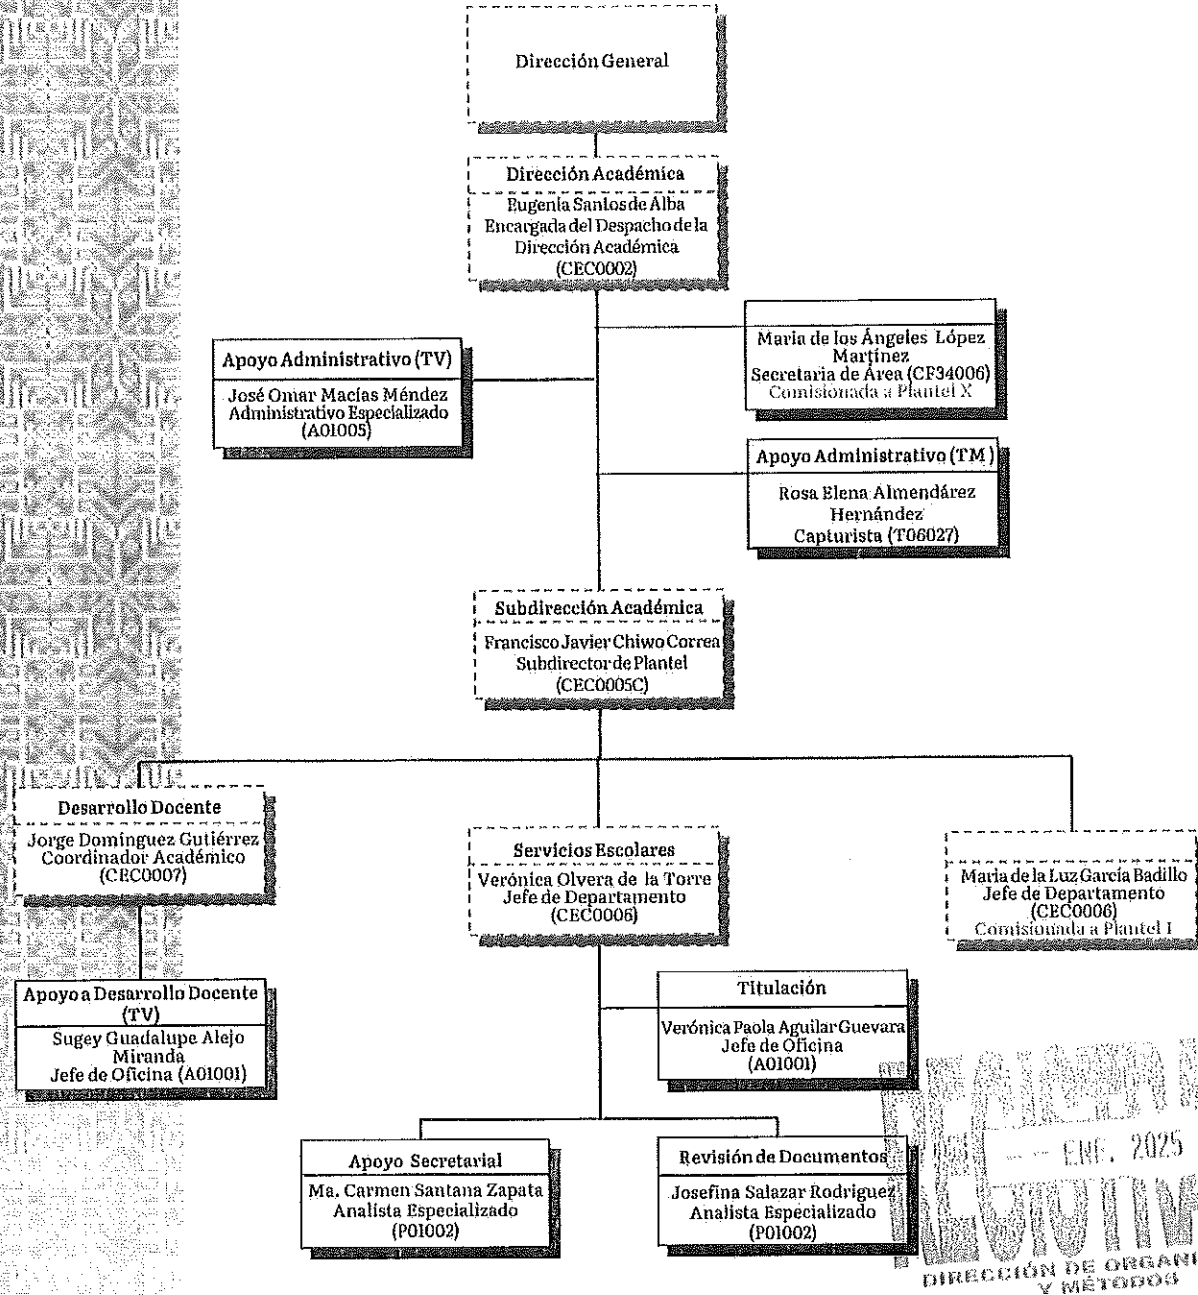 Dirección General
Dirección Académica
Eugenia Santos de Alba
Encargada del Despacho de la
Dirección Académica
(CEC0002)
Maria de los Ángeles López
Martínez
Secretaria de Área (CF34006)
Comisionada a Plantel X
Apoyo Administrativo (TV)
José Omar Macías Méndez
Administrativo Especializado
(A01005)
Apoyo Administrativo (TM)
Rosa Elena Almendárez
Hernández
Capturista (T06027)
Subdirección Académica
Francisco Javier Chiwo Correa
Subdirector de Plantel
(CEC0005C)
Desarrollo Docente
Jorge Domínguez Gutiérrez
Coordinador Académico
(CEC0007)
Servicios Escolares
Verónica Olvera de la Torre
Jefe de Departamento
(CEC0006)
Maria de la Luz García Badillo
Jefe de Departamento
(CEC0006)
Comisionada a Plantel I
Apoyo a Desarrollo Docente
(TV)
Sugey Guadalupe Alejo
Miranda
Jefe de Oficina (A01001)
Titulación
Verónica Paola Aguilar Guevara
Jefe de Oficina
(A01001)
Apoyo Secretarial
Ma. Carmen Santana Zapata
Analista Especializado
(P01002)
Revisión de Documentos
Josefina Salazar Rodriguez
Analista Especializado
(P01002)
-- ENE. 2025
DIRECCIÓN DE ORGANI
Y MÉTODOS